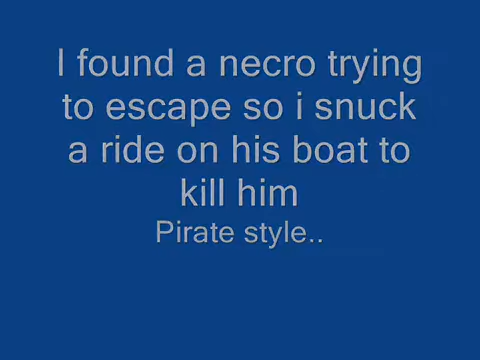 I found a necro trying
to escape so i snuck
a ride on his boat to
kill him
Pirate style..